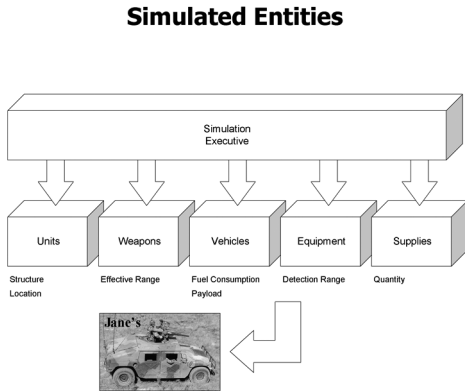 Simulated Entities
Simulation
Executive
Units
Weapons
Vehicles
Equipment
Supplies
Structure
Location
Effective Range
Fuel Consumption
Payload
Detection Range
Quantity
Jane's